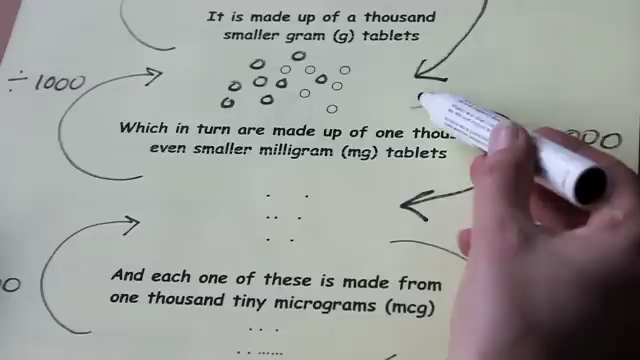 It is made up of a thousand
smaller gram (g) tablets
÷1000
Which in turn are made up of one
even smaller milligram (mg) tablets
And each one of these is made from
one thousand tiny micrograms (mcg)